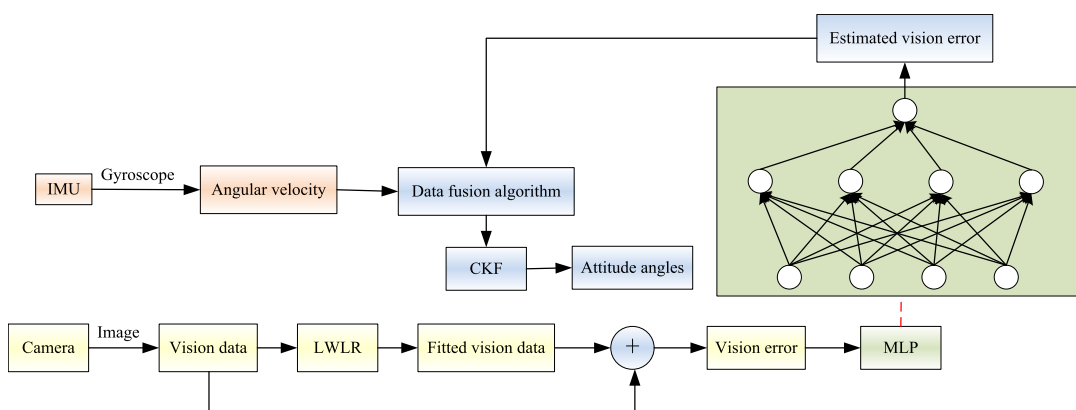 Estimated vision error
IMU
Gyroscope
Angular velocity
Data fusion algorithm
CKF
Attitude angles
Camera
Image
Vision data
LWLR
Fitted vision data
+
Vision error
MLP